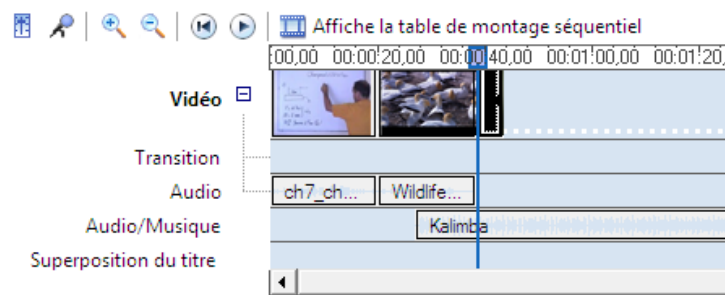 Affiche la table de montage séquentiel
:00,00 00:00:20,00 00:00:40,00 00:01:00,00 00:01:20,
Vidéo
Transition
Audio ch7_ch... Wildlife...
Audio/Musique Kalimba
Superposition du titre